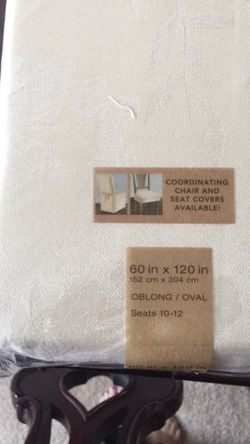 COORDINATING
CHAIR AND
SEAT COVERS
AVAILABLE!
60 in x 120 in
152 cm x 304 cm
OBLONG / OVAL
Seats 10-12